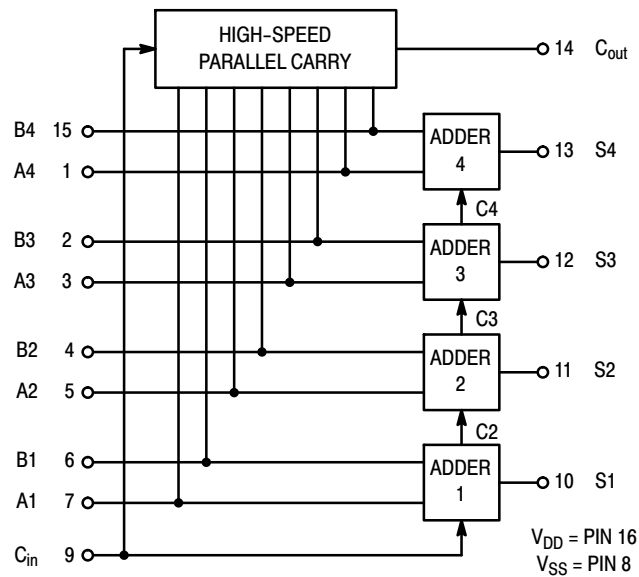 HIGH-SPEED
PARALLEL CARRY
14 Cout
B4 15
ADDER
4
13 S4
A4 1
C4
B3 2
ADDER
3
12 S3
A3 3
C3
B2 4
ADDER
2
11 S2
A2 5
C2
B1 6
ADDER
1
10 S1
A1 7
Cin 9
VDD = PIN 16
VSS = PIN 8